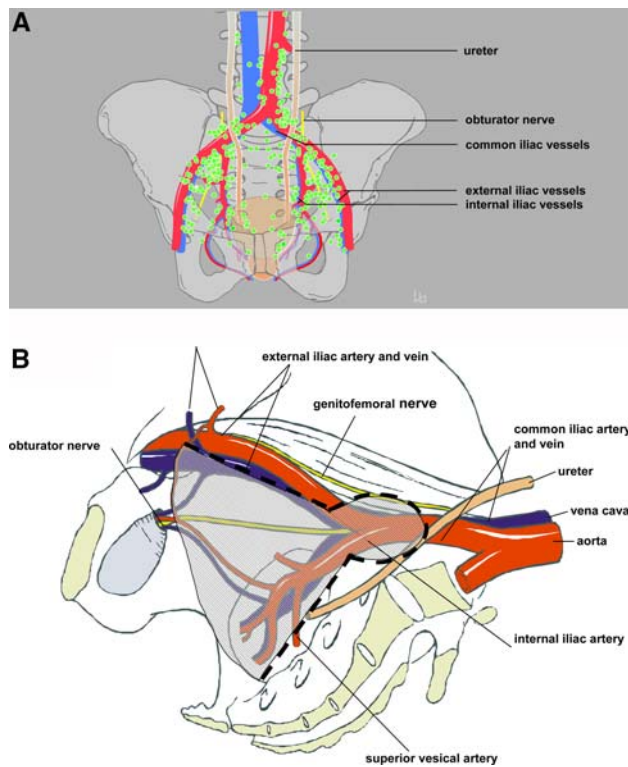 A
ureter
obturator nerve
common iliac vessels
external iliac vessels
internal iliac vessels
B
external iliac artery and vein
genitofemoral nerve
obturator nerve
common iliac artery
and vein
ureter
vena cava
aorta
internal iliac artery
superior vesical artery